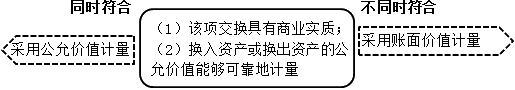 同时符合
不同时符合
采用公允价值计量
（1）该项交换具有商业实质；
（2）换入资产或换出资产的公
允价值能够可靠地计量
采用账面价值计量